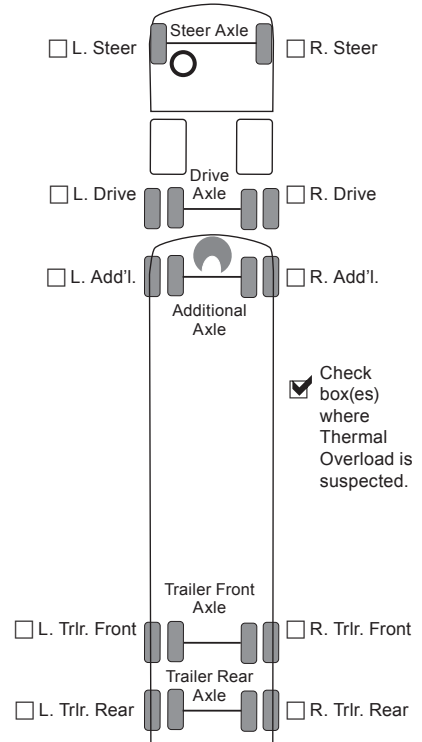 Steer Axle
L. Steer
R. Steer
Drive
Axle
L. Drive
R. Drive
L. Add'l.
R. Add'l.
Additional
Axle
Check
box(es)
where
Thermal
Overload is
suspected.
Trailer Front
Axle
L. Trlr. Front
R. Trlr. Front
Trailer Rear
Axle
L. Trlr. Rear
R. Trlr. Rear